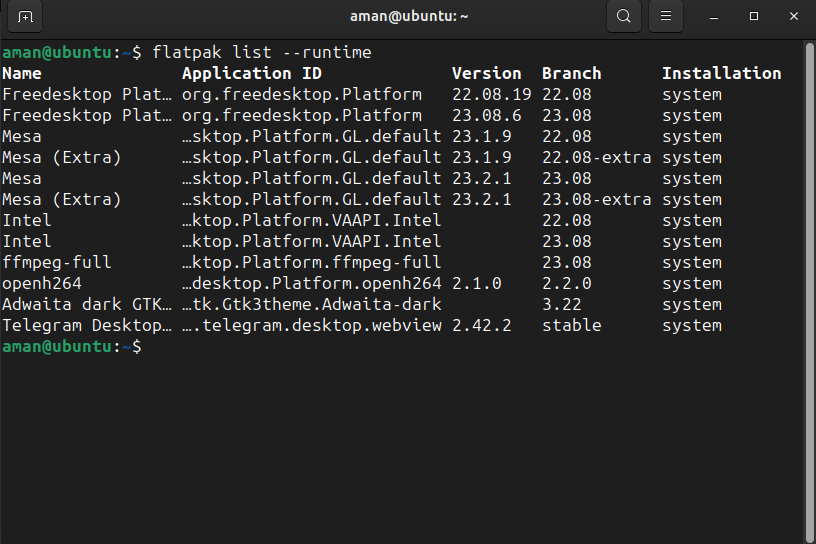 aman@ubuntu: ~
aman@ubuntu:~$ flatpak list --runtime
Name Application ID Version Branch Installation
Freedesktop Plat… org.freedesktop.Platform 22.08.19 22.08 system
Freedesktop Plat… org.freedesktop.Platform 23.08.6 23.08 system
Mesa …sktop.Platform.GL.default 23.1.9 22.08 system
Mesa (Extra) …sktop.Platform.GL.default 23.1.9 22.08-extra system
Mesa …sktop.Platform.GL.default 23.2.1 23.08 system
Mesa (Extra) …sktop.Platform.GL.default 23.2.1 23.08-extra system
Intel …ktop.Platform.VAAPI.Intel 22.08 system
Intel …ktop.Platform.VAAPI.Intel 23.08 system
ffmpeg-full …ktop.Platform.ffmpeg-full 23.08 system
openh264 …desktop.Platform.openh264 2.1.0 2.2.0 system
Adwaita dark GTK… …tk.Gtk3theme.Adwaita-dark 3.22 system
Telegram Desktop… ….telegram.desktop.webview 2.42.2 stable system
aman@ubuntu:~$